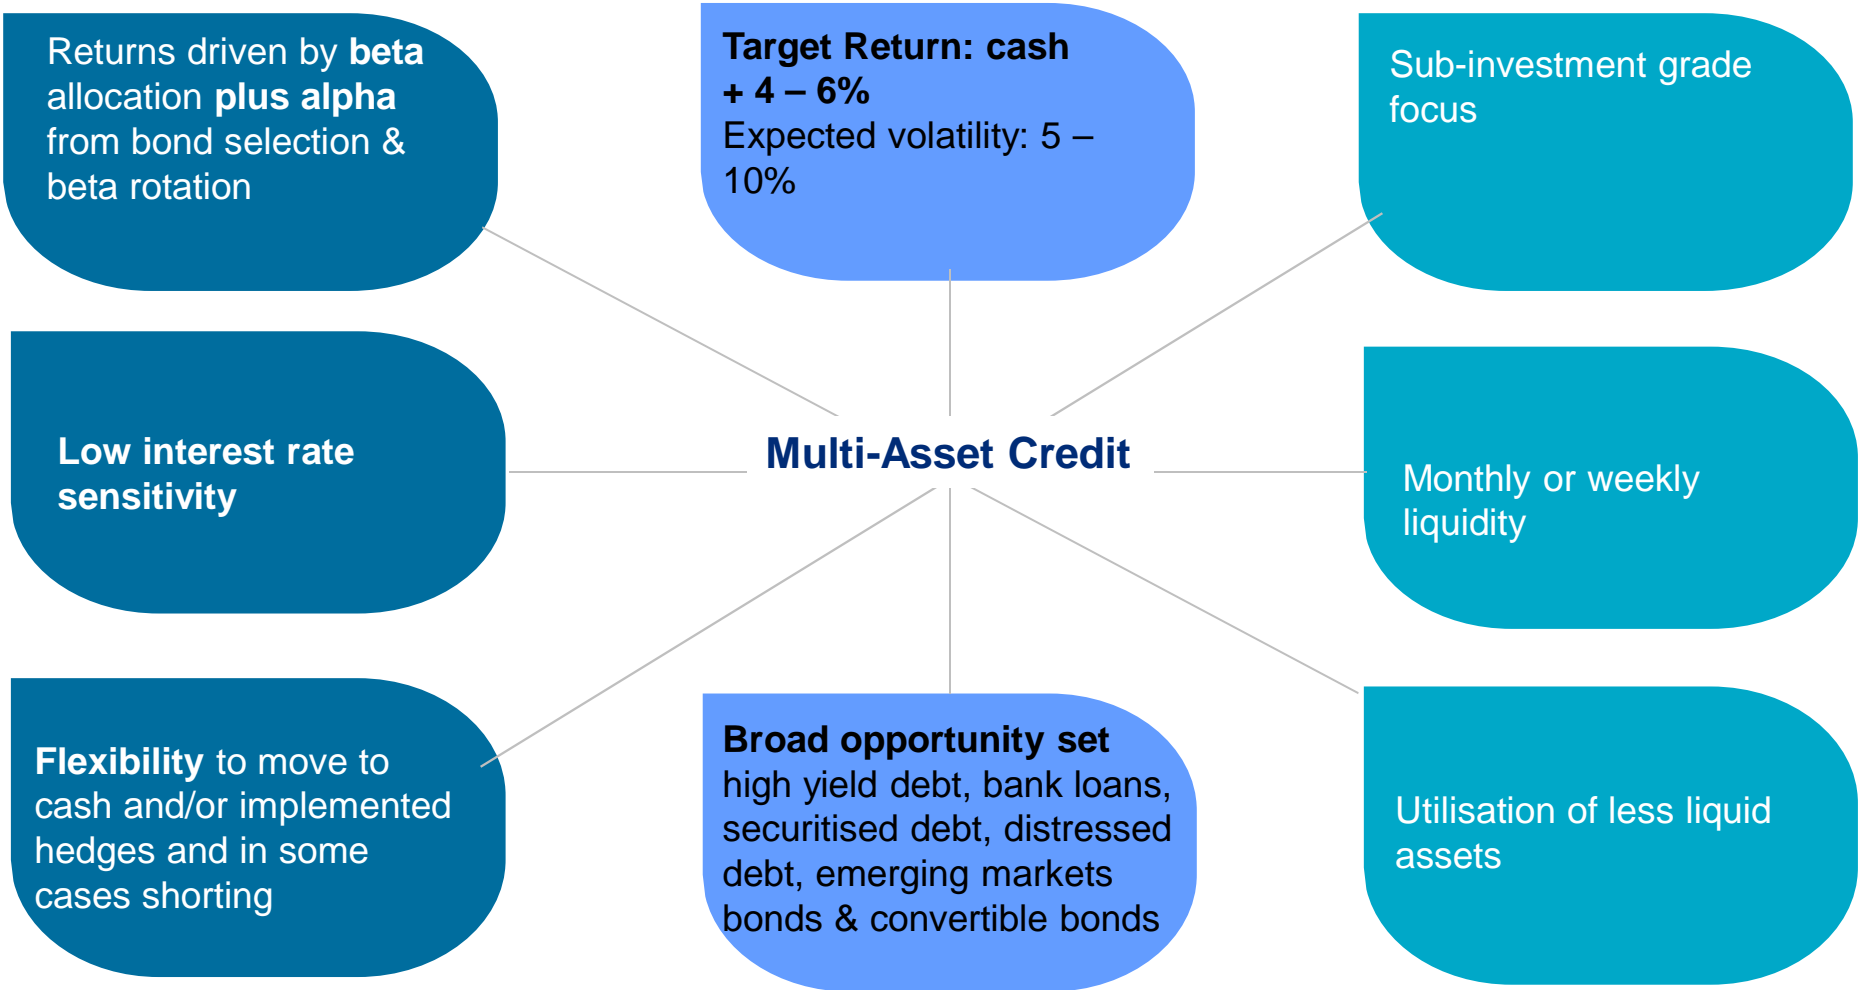 Returns driven by beta
allocation plus alpha
from bond selection &
beta rotation
Target Return: cash
+ 4 – 6%
Expected volatility: 5 –
10%
Sub-investment grade
focus
Low interest rate
sensitivity
Multi-Asset Credit
Monthly or weekly
liquidity
Flexibility to move to
cash and/or implemented
hedges and in some
cases shorting
Broad opportunity set
high yield debt, bank loans,
securitised debt, distressed
debt, emerging markets
bonds & convertible bonds
Utilisation of less liquid
assets